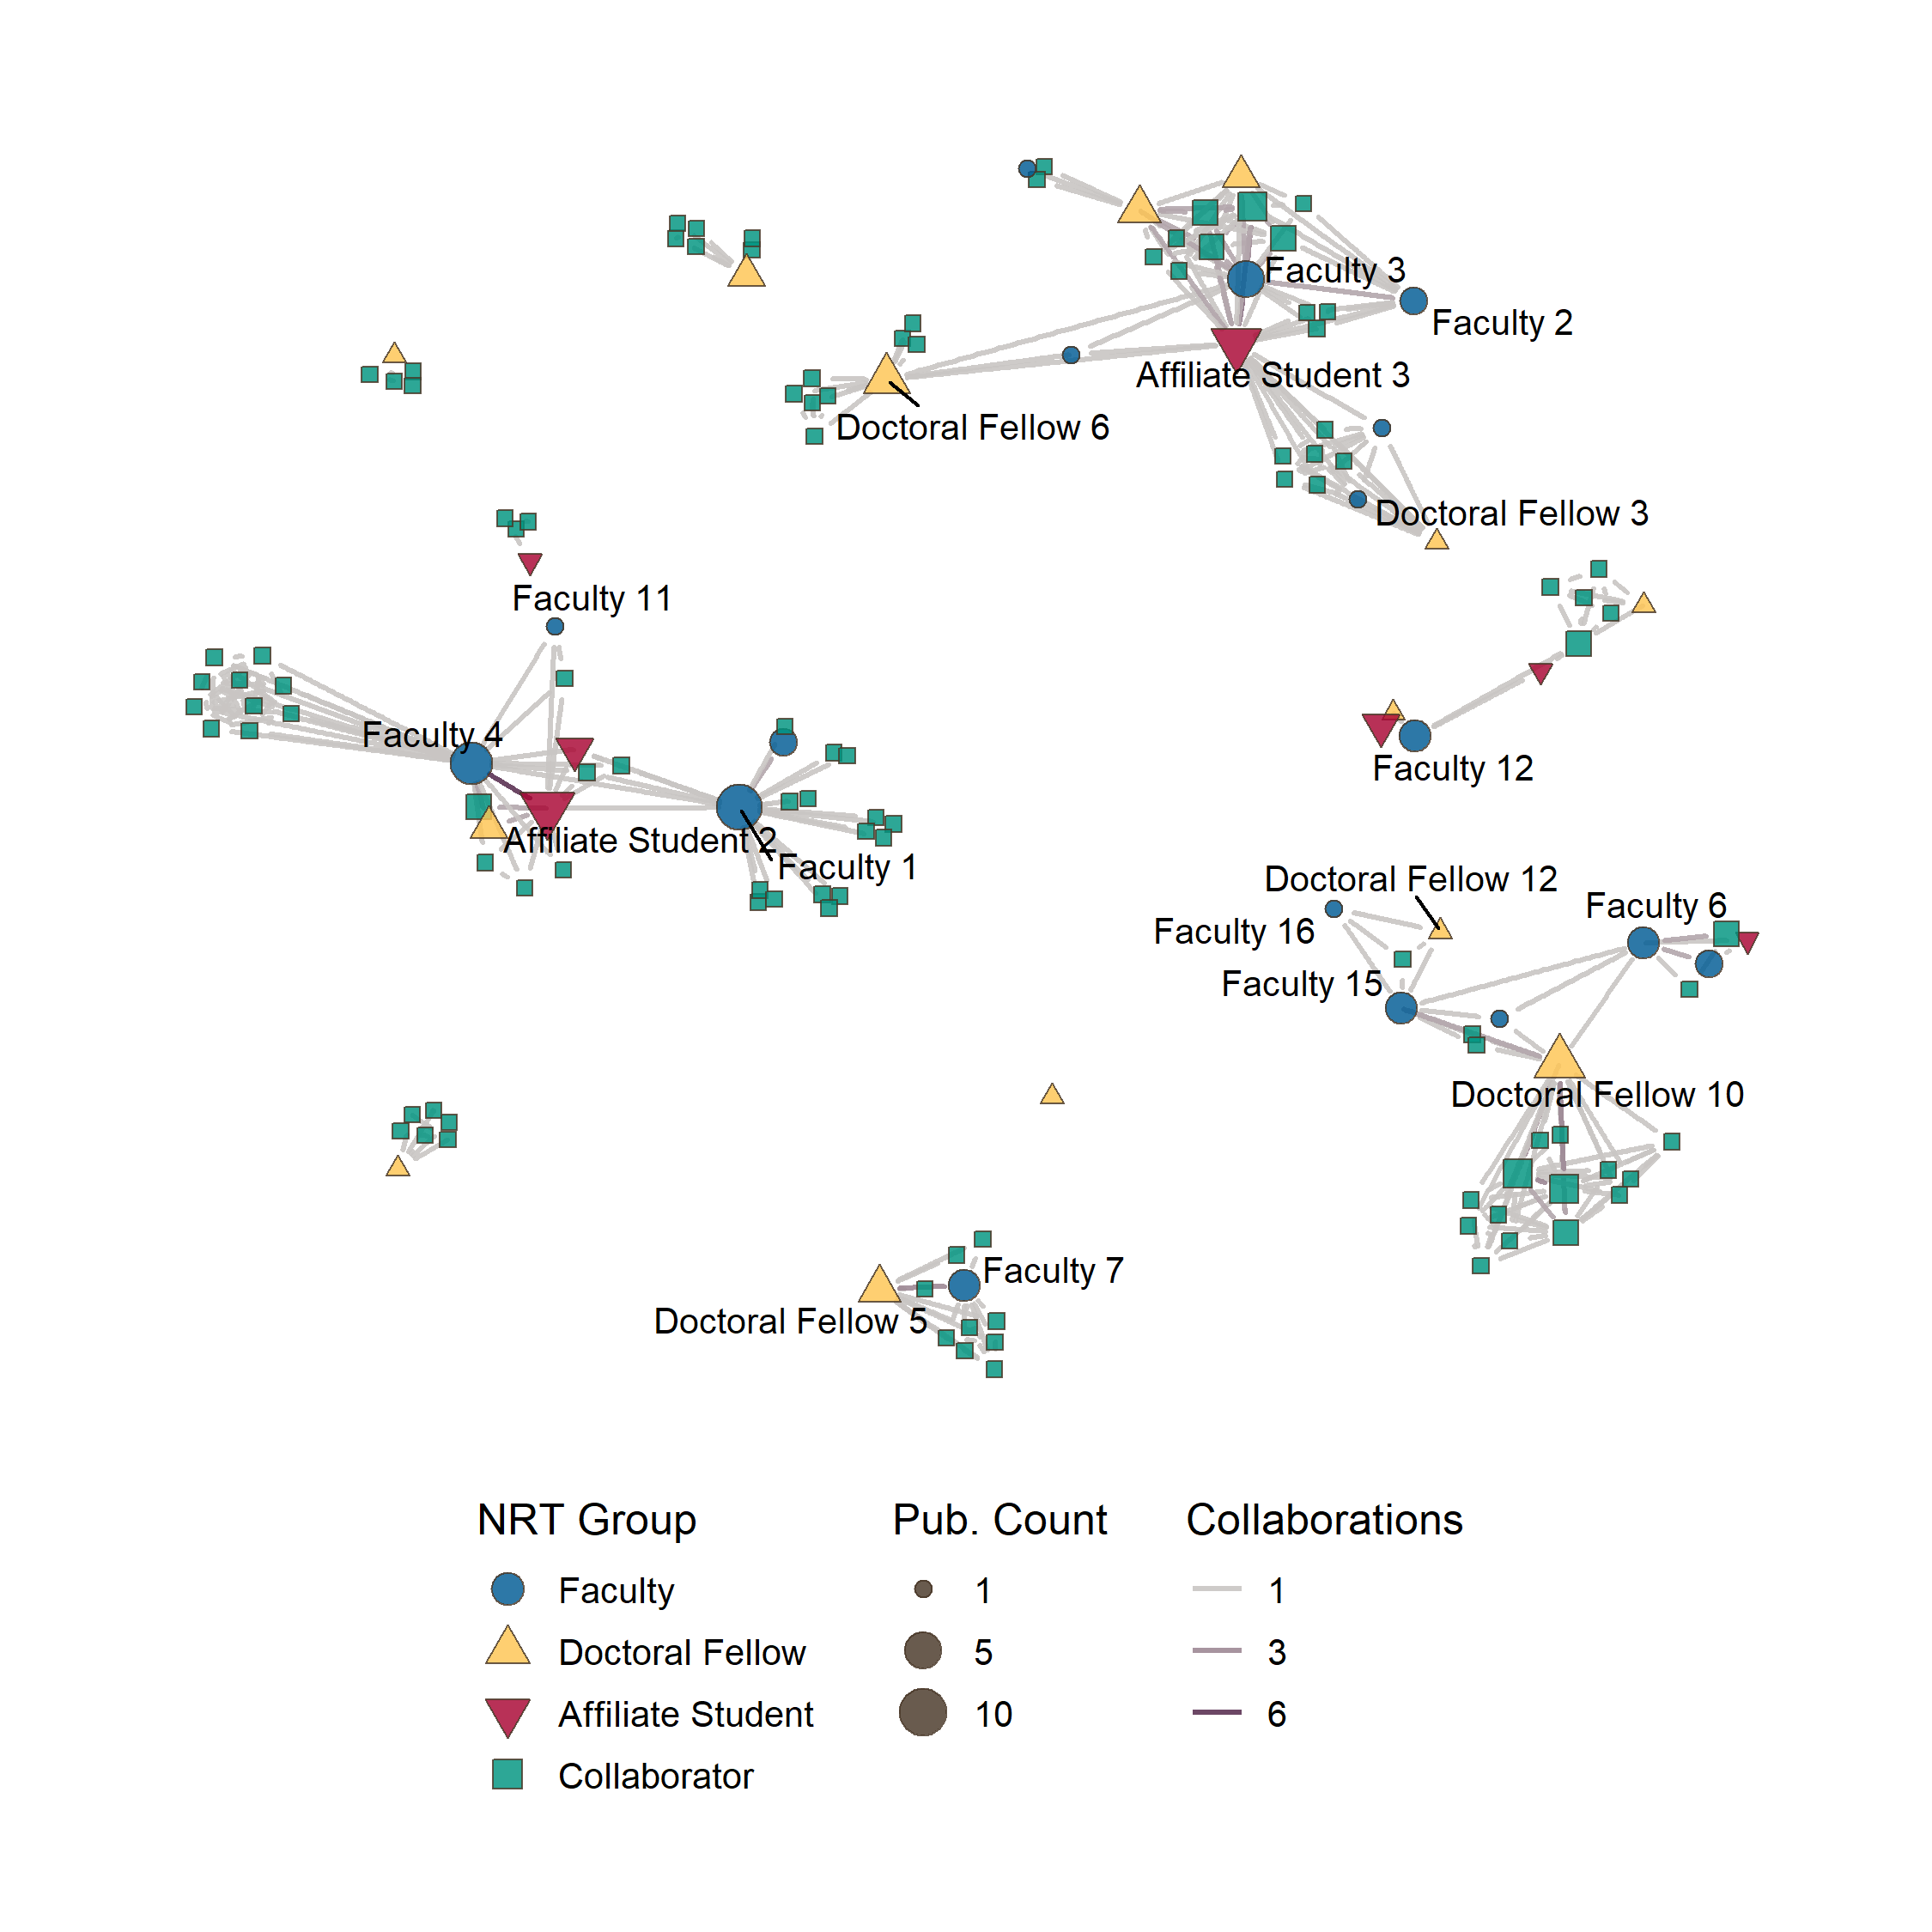 Faculty 3
Faculty 2
Affiliate Student 3
Doctoral Fellow 6
Doctoral Fellow 3
Faculty 11
Faculty 4
Faculty 12
Affiliate Student 2
Faculty 1
Doctoral Fellow 12
Faculty 6
Faculty 16
Faculty 15
Doctoral Fellow 10
Faculty 7
Doctoral Fellow 5
NRT Group
Faculty
Doctoral Fellow
Affiliate Student
Collaborator
Pub. Count
1
5
10
Collaborations
1
3
6